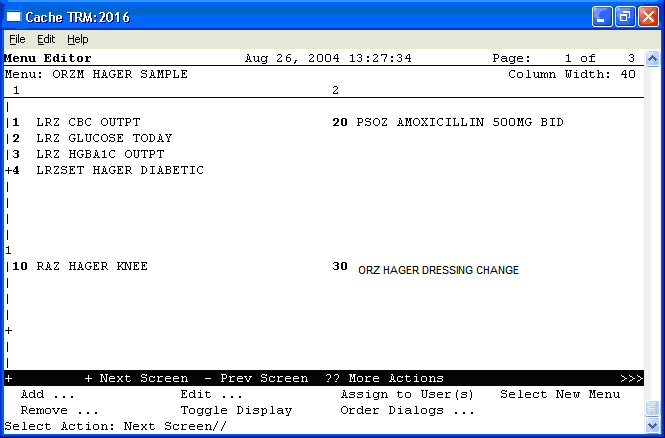 Cache TRM:2016
File Edit Help
Menu Editor Aug 26, 2004 13:27:34 Page: 1 of 3
Menu: ORZM HAGER SAMPLE Column Width: 40
1 2
|
|1 LRZ CBC OUTPT 20 PSOZ AMOXICILLIN 500MG BID
|2 LRZ GLUCOSE TODAY
|3 LRZ HGBA1C OUTPT
+4 LRZSET HAGER DIABETIC
|
|
|
|
1
|10 RAZ HAGER KNEE 30 ORZ HAGER DRESSING CHANGE
|
|
|
+
|
|
+ + Next Screen - Prev Screen ?? More Actions >>>
Add ... Edit ... Assign to User(s) Select New Menu
Remove ... Toggle Display Order Dialogs ...
Select Action: Next Screen//